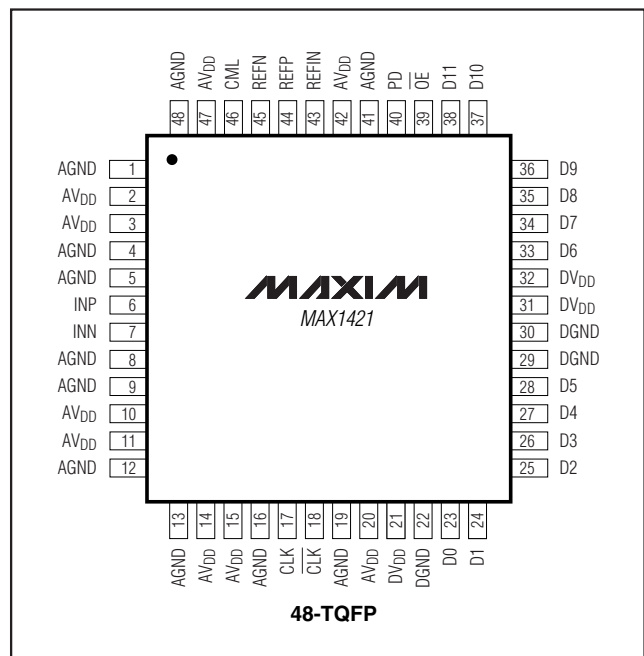 AGND AVDD CML REFN REFP REFIN AVDD AGND PD OE D11 D10
48 47 46 45 44 43 42 41 40 39 38 37
AGND 1 36 D9
AVDD 2 35 D8
AVDD 3 34 D7
AGND 4 33 D6
AGND 5 32 DVDD
INP 6 31 DVDD
INN 7 30 DGND
AGND 8 29 DGND
AGND 9 28 D5
AVDD 10 27 D4
AVDD 11 26 D3
AGND 12 25 D2
MAXIM
MAX1421
13 14 15 16 17 18 19 20 21 22 23 24
AGND AVDD AVDD AGND CLK CLK AGND AVDD DVDD DGND D0 D1
48-TQFP